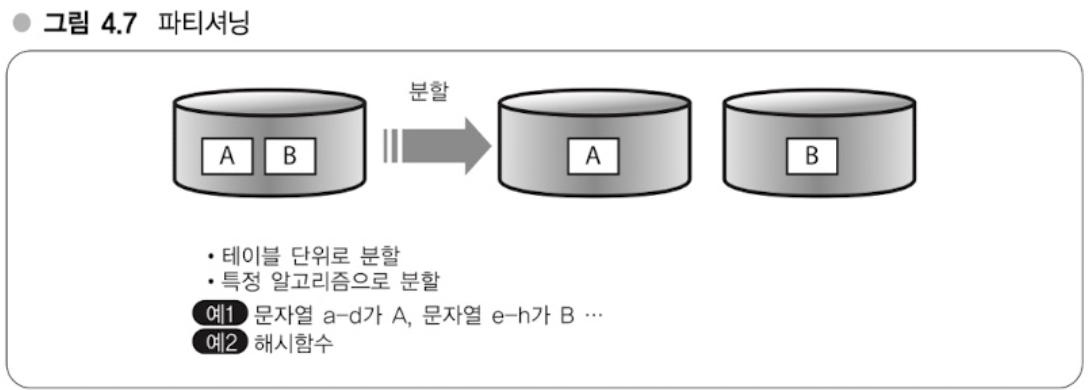 ● 그림 4.7 파티셔닝
분할
A B A B
• 테이블 단위로 분할
• 특정 알고리즘으로 분할
예1 문자열 a-d가 A, 문자열 e-h가 B …
예2 해시함수